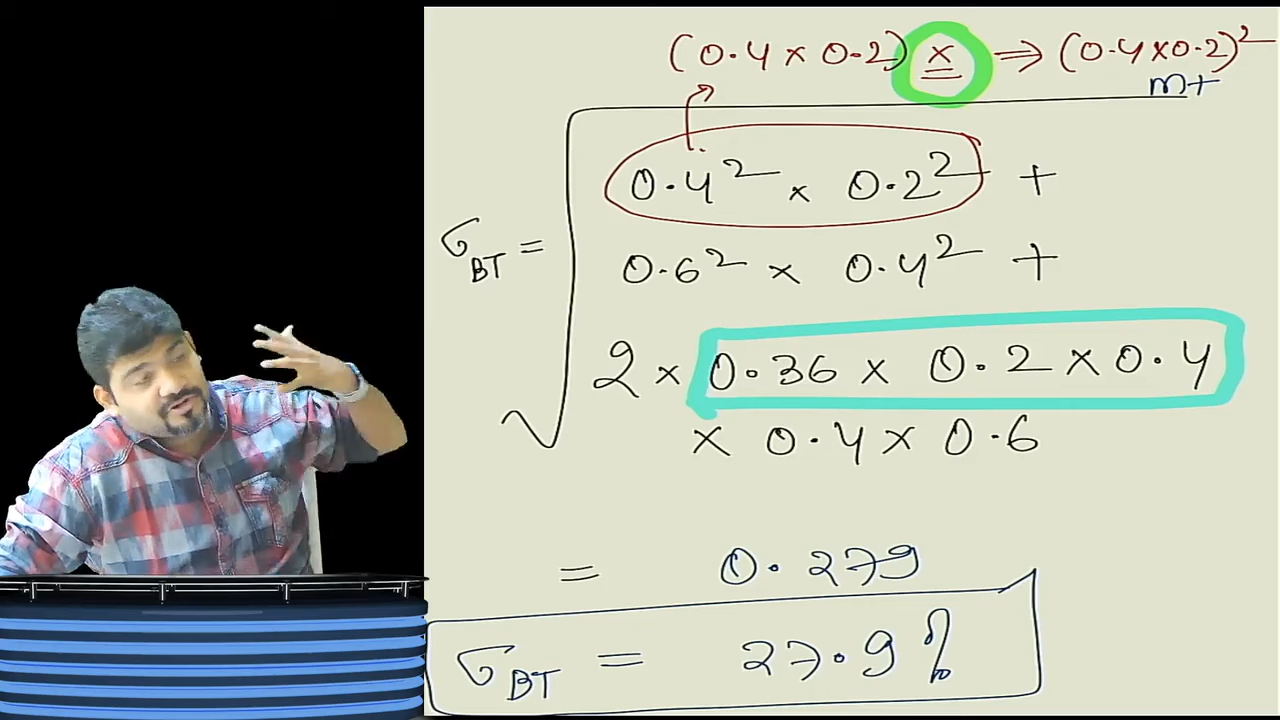 (0.4 × 0.2) × ⇒ (0.4×0.2)²
m+
0.4² × 0.2² +
σBT =
0.6² × 0.4² +
2 × 0.36 × 0.2 × 0.4
× 0.4 × 0.6
= 0.279
σBT = 27.9%